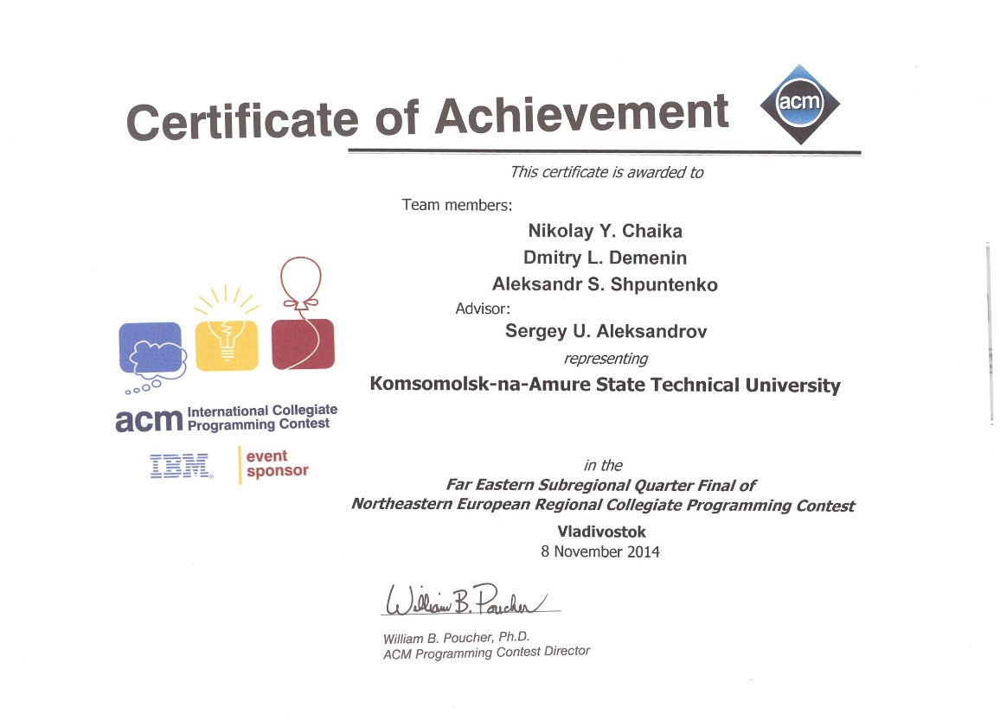 Certificate of Achievement
acm
This certificate is awarded to
Team members:
Nikolay Y. Chaika
Dmitry L. Demenin
Aleksandr S. Shpuntenko
Advisor:
Sergey U. Aleksandrov
representing
Komsomolsk-na-Amure State Technical University
acm International Collegiate
Programming Contest
IBM®
event
sponsor
in the
Far Eastern Subregional Quarter Final of
Northeastern European Regional Collegiate Programming Contest
Vladivostok
8 November 2014
William B. Poucher
William B. Poucher, Ph.D.
ACM Programming Contest Director